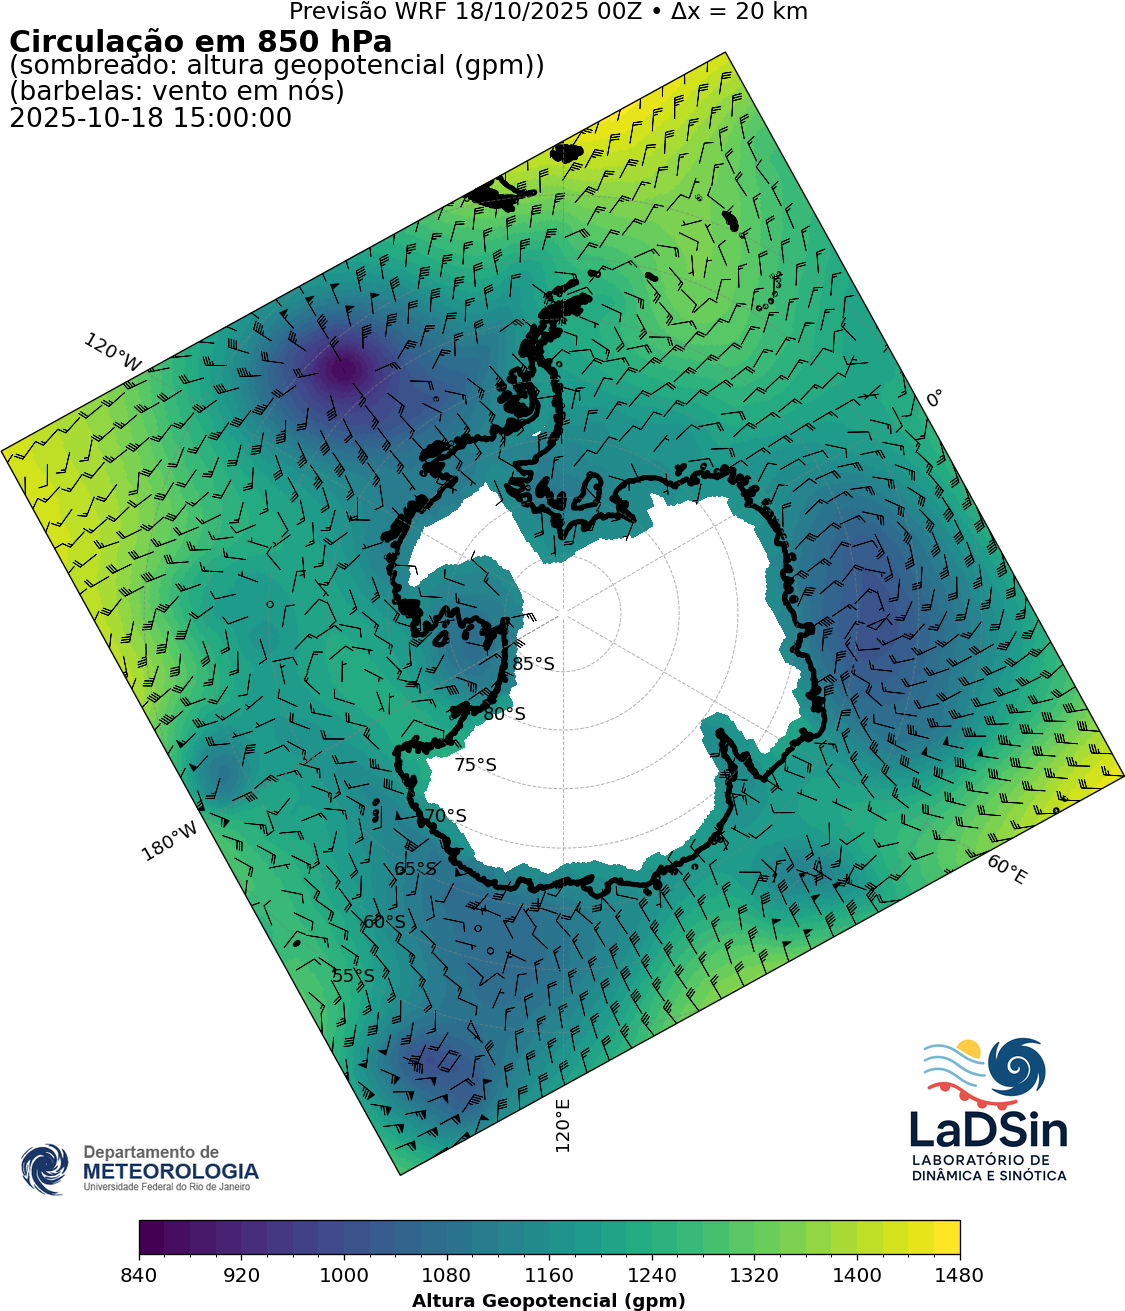 Previsão WRF 18/10/2025 00Z • Δx = 20 km
Circulação em 850 hPa
(sombreado: altura geopotencial (gpm))
(barbelas: vento em nós)
2025-10-18 15:00:00
120°W
0°
85°S
80°S
75°S
70°S
180°W
65°S
60°E
60°S
55°S
120°E
LaDSin
LABORATÓRIO DE
DINÂMICA E SINÓTICA
Departamento de
METEOROLOGIA
Universidade Federal do Rio de Janeiro
840 920 1000 1080 1160 1240 1320 1400 1480
Altura Geopotencial (gpm)